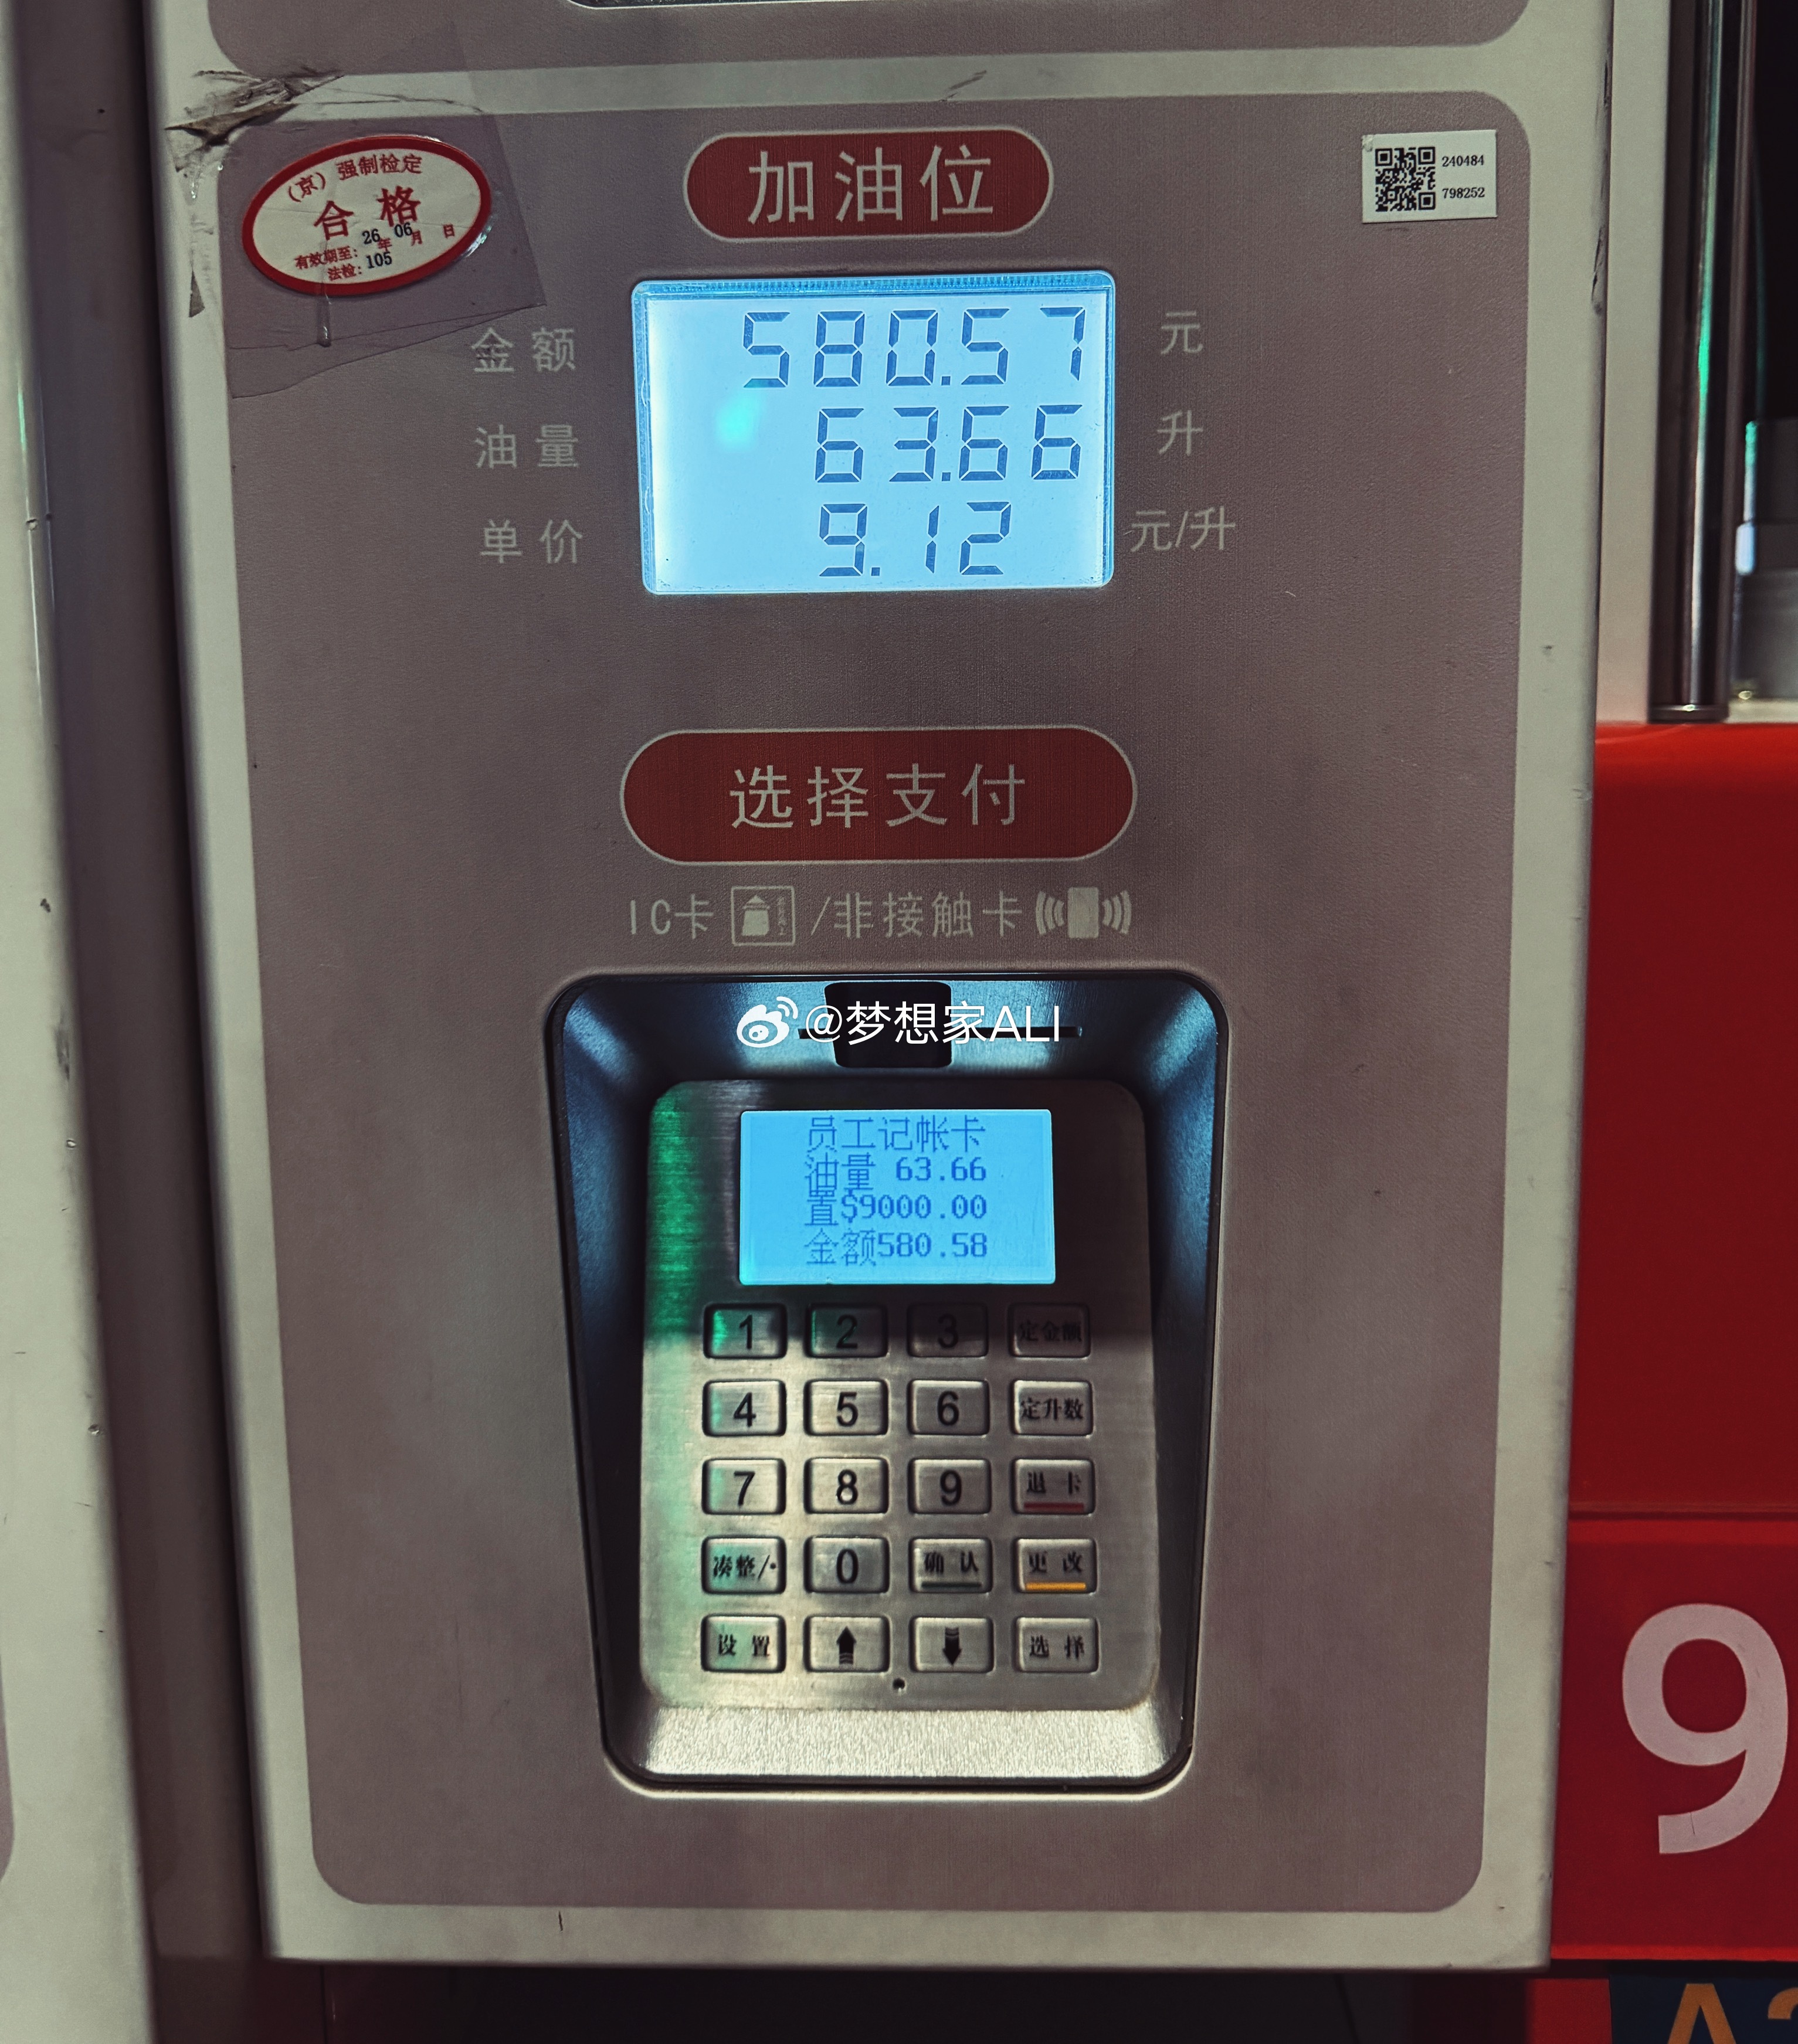 (京) 强制检定
合格
26年 06月 日
有效期至:
法检: 105
加油位
240484
798252
金额 580.57 元
油量 63.66 升
单价 9.12 元/升
选择支付
IC卡 /非接触卡
@梦想家ALI
员工记帐卡
油量 63.66
置$9000.00
金额580.58
1 2 3 定金额
4 5 6 定升数
7 8 9 退卡
凑整/· 0 确认 更改
设置 选择
9